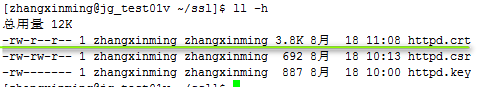 [zhangxinming@jg_test01v ~/ssl]$ ll -h
总用量 12K
-rw-r--r-- 1 zhangxinming zhangxinming 3.8K 8月  18 11:08 httpd.crt
-rw-r--r-- 1 zhangxinming zhangxinming  692 8月  18 10:13 httpd.csr
-rw------- 1 zhangxinming zhangxinming  887 8月  18 10:00 httpd.key
[zhangxinming@jg_test01v ~/ssl]$